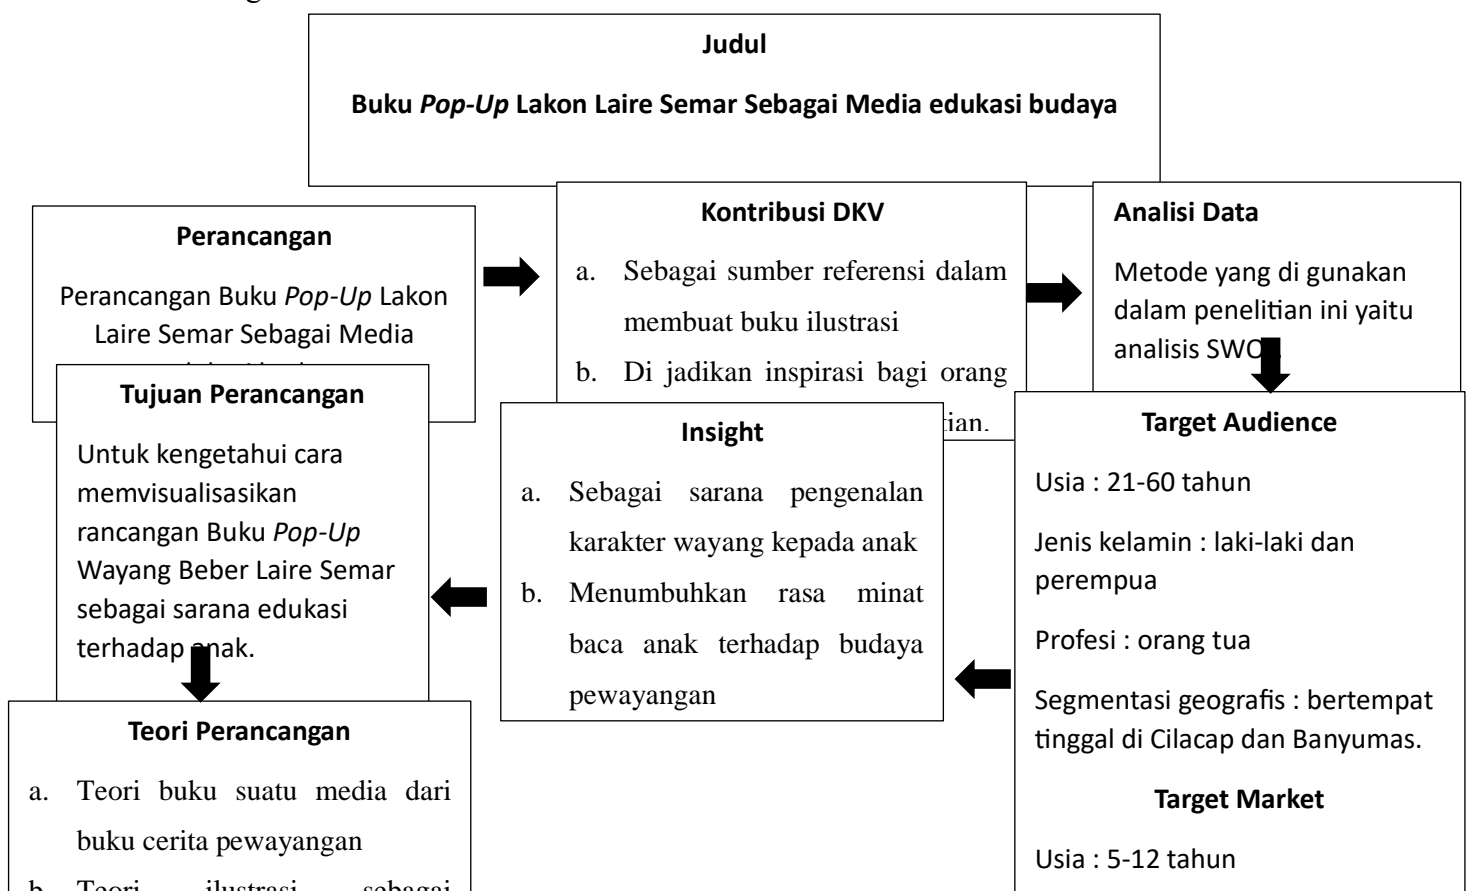 Judul
Buku Pop-Up Lakon Laire Semar Sebagai Media edukasi budaya
Perancangan
Perancangan Buku Pop-Up Lakon
Laire Semar Sebagai Media
Kontribusi DKV
a. Sebagai sumber referensi dalam
membuat buku ilustrasi
b. Di jadikan inspirasi bagi orang
Analisi Data
Metode yang di gunakan
dalam penelitian ini yaitu
analisis
Target Audience
Usia : 21-60 tahun
Jenis kelamin : laki-laki dan
perempua
Profesi : orang tua
Segmentasi geografis : bertempat
tinggal di Cilacap dan Banyumas.
Target Market
Usia : 5-12 tahun
Insight
a. Sebagai sarana pengenalan
karakter wayang kepada anak
b. Menumbuhkan rasa minat
baca anak terhadap budaya
pewayangan
Tujuan Perancangan
Untuk kengetahui cara
memvisualisasikan
rancangan Buku Pop-Up
Wayang Beber Laire Semar
sebagai sarana edukasi
terhadap anak.
Teori Perancangan
a. Teori buku suatu media dari
buku cerita pewayangan
b. Teori ilustrasi sebagai